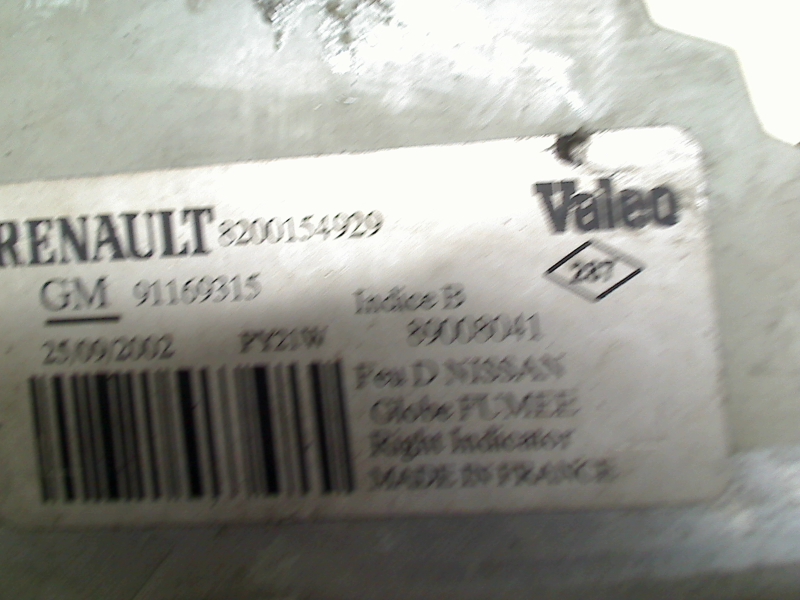 RENAULT 8200154929
Valeo
GM 91169315
287
Indice B
25/09/2002 PY21W 89008041
Feu D NISSAN
Globe FUMEE
Right Indicator
MADE IN FRANCE